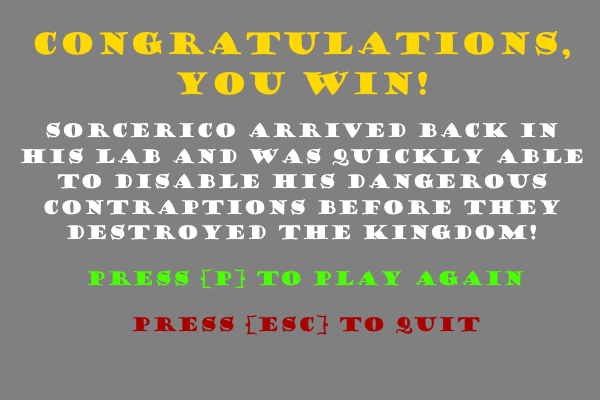 CONGRATULATIONS,
YOU WIN!
SORCERICO ARRIVED BACK IN
HIS LAB AND WAS QUICKLY ABLE
TO DISABLE HIS DANGEROUS
CONTRAPTIONS BEFORE THEY
DESTROYED THE KINGDOM!
PRESS {P} TO PLAY AGAIN
PRESS {ESC} TO QUIT